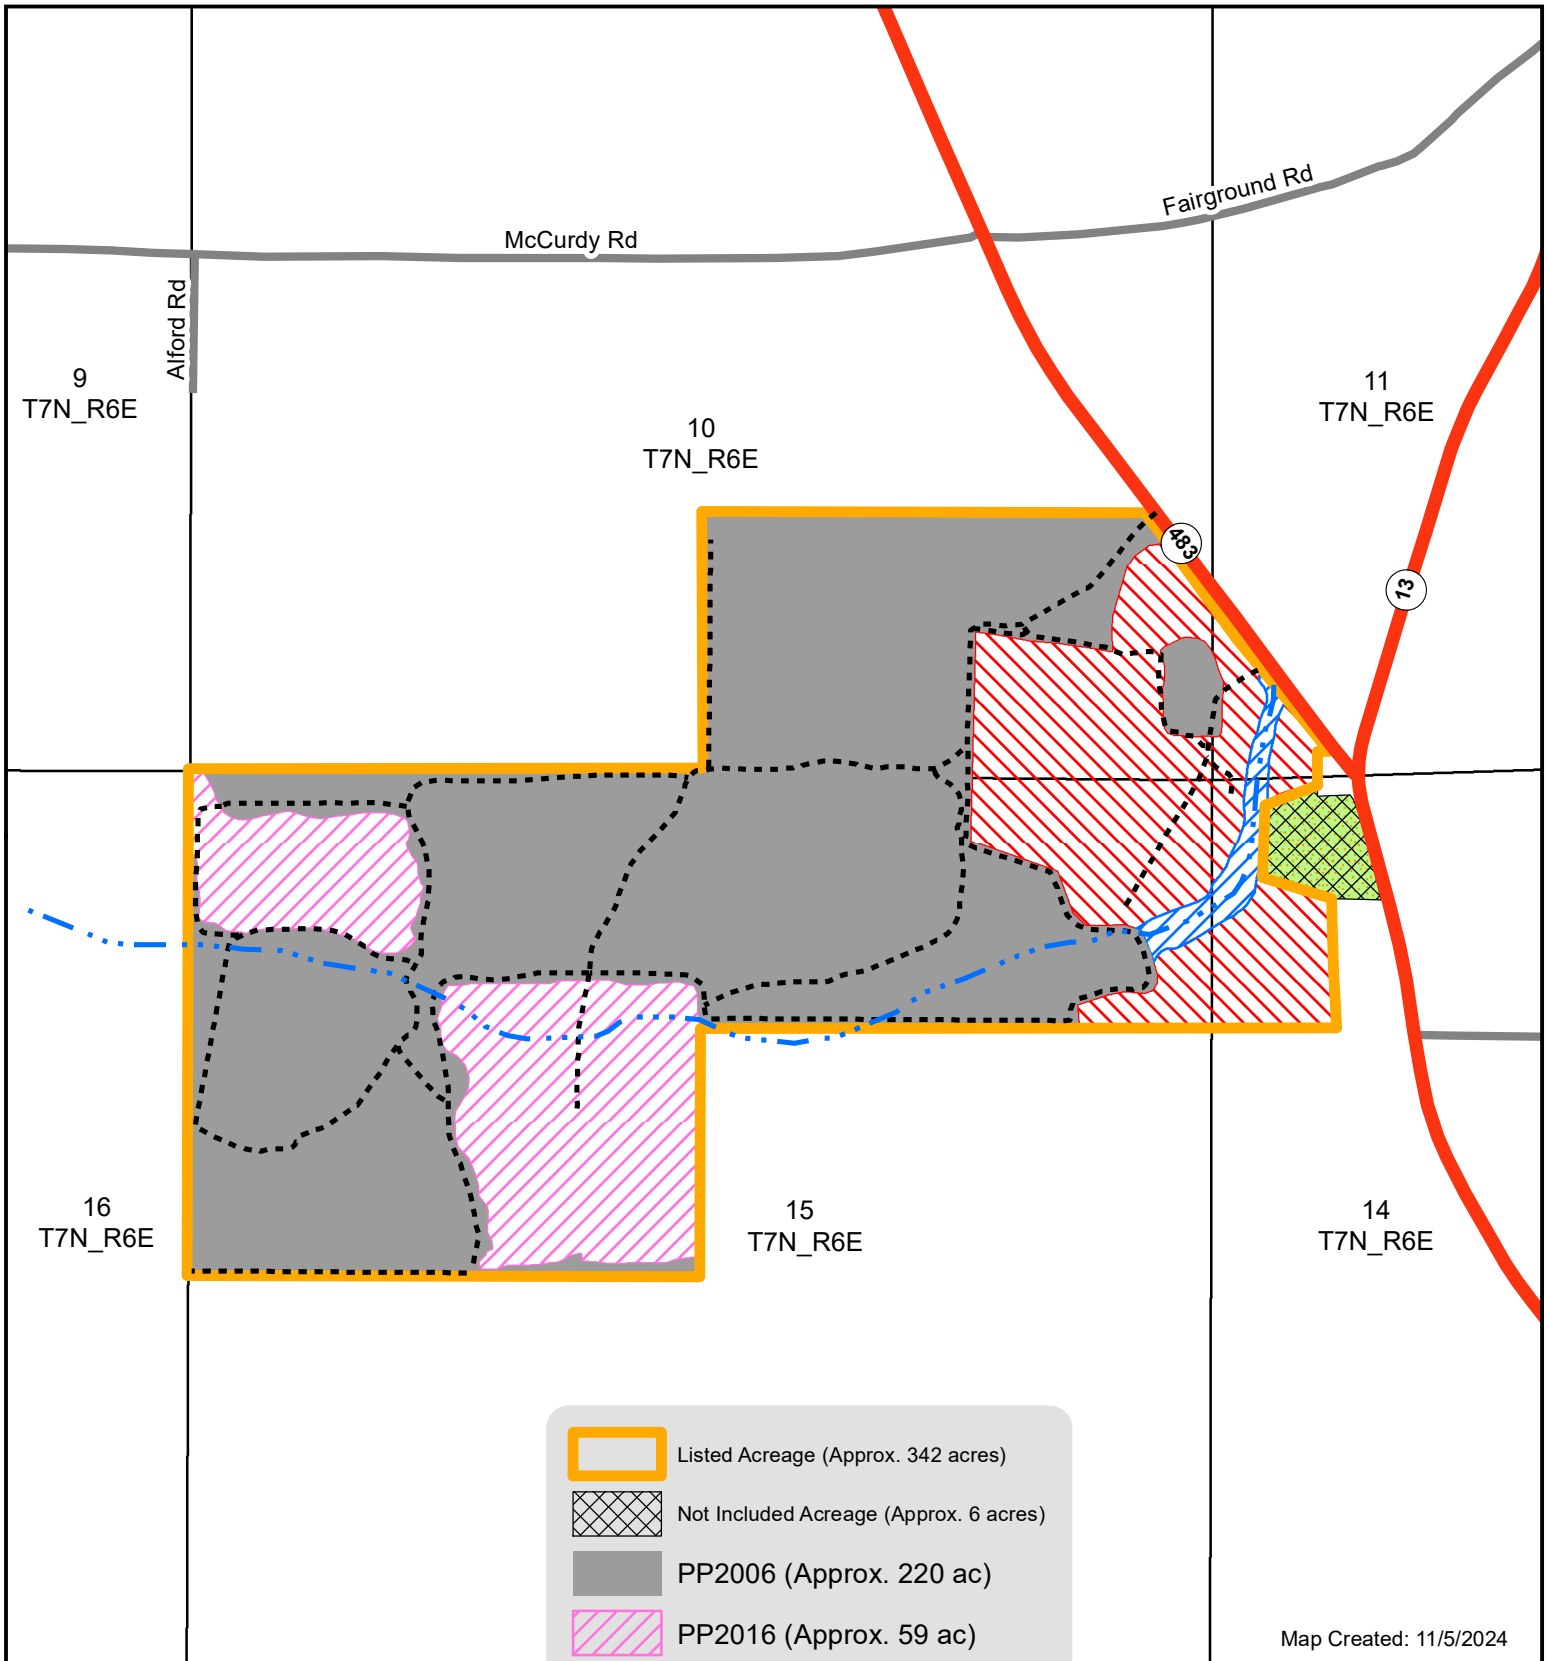 Fairground Rd
McCurdy Rd
Alford Rd
9
T7N_R6E
11
T7N_R6E
10
T7N_R6E
483
13
16
T7N_R6E
15
T7N_R6E
14
T7N_R6E
Listed Acreage (Approx. 342 acres)
Not Included Acreage (Approx. 6 acres)
PP2006 (Approx. 220 ac)
PP2016 (Approx. 59 ac)
Map Created: 11/5/2024